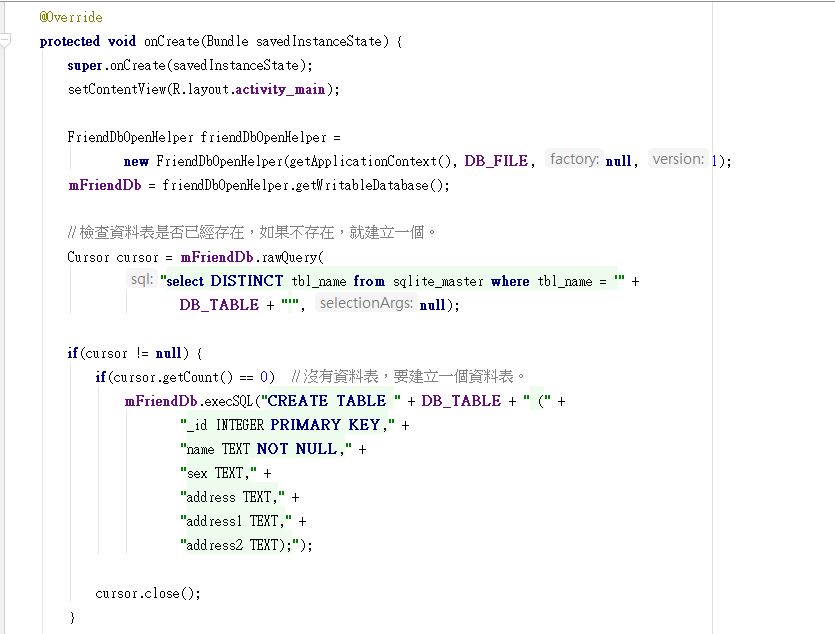 @Override
protected void onCreate(Bundle savedInstanceState) {
super.onCreate(savedInstanceState);
setContentView(R.layout.activity_main);
FriendDbOpenHelper friendDbOpenHelper =
new FriendDbOpenHelper(getApplicationContext(), DB_FILE, factory: null, version: 1);
mFriendDb = friendDbOpenHelper.getWritableDatabase();
// 檢查資料表是否已經存在，如果不存在，就建立一個。
Cursor cursor = mFriendDb.rawQuery(
sql: "select DISTINCT tbl_name from sqlite_master where tbl_name = '" +
DB_TABLE + "'", selectionArgs: null);
if(cursor != null) {
if(cursor.getCount() == 0) // 沒有資料表，要建立一個資料表。
mFriendDb.execSQL("CREATE TABLE " + DB_TABLE + " (" +
"_id INTEGER PRIMARY KEY," +
"name TEXT NOT NULL," +
"sex TEXT," +
"address TEXT," +
"address1 TEXT," +
"address2 TEXT);");
cursor.close();
}